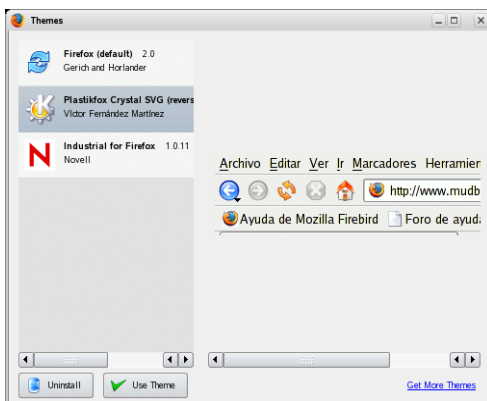 Themes
Firefox (default) 2.0
Gerich and Horlander
Plastikfox Crystal SVG (revers
Víctor Fernández Martínez
Industrial for Firefox 1.0.11
Novell
Archivo Editar Ver Ir Marcadores Herramien
http://www.mudb
Ayuda de Mozilla Firebird Foro de ayuda
Uninstall Use Theme Get More Themes